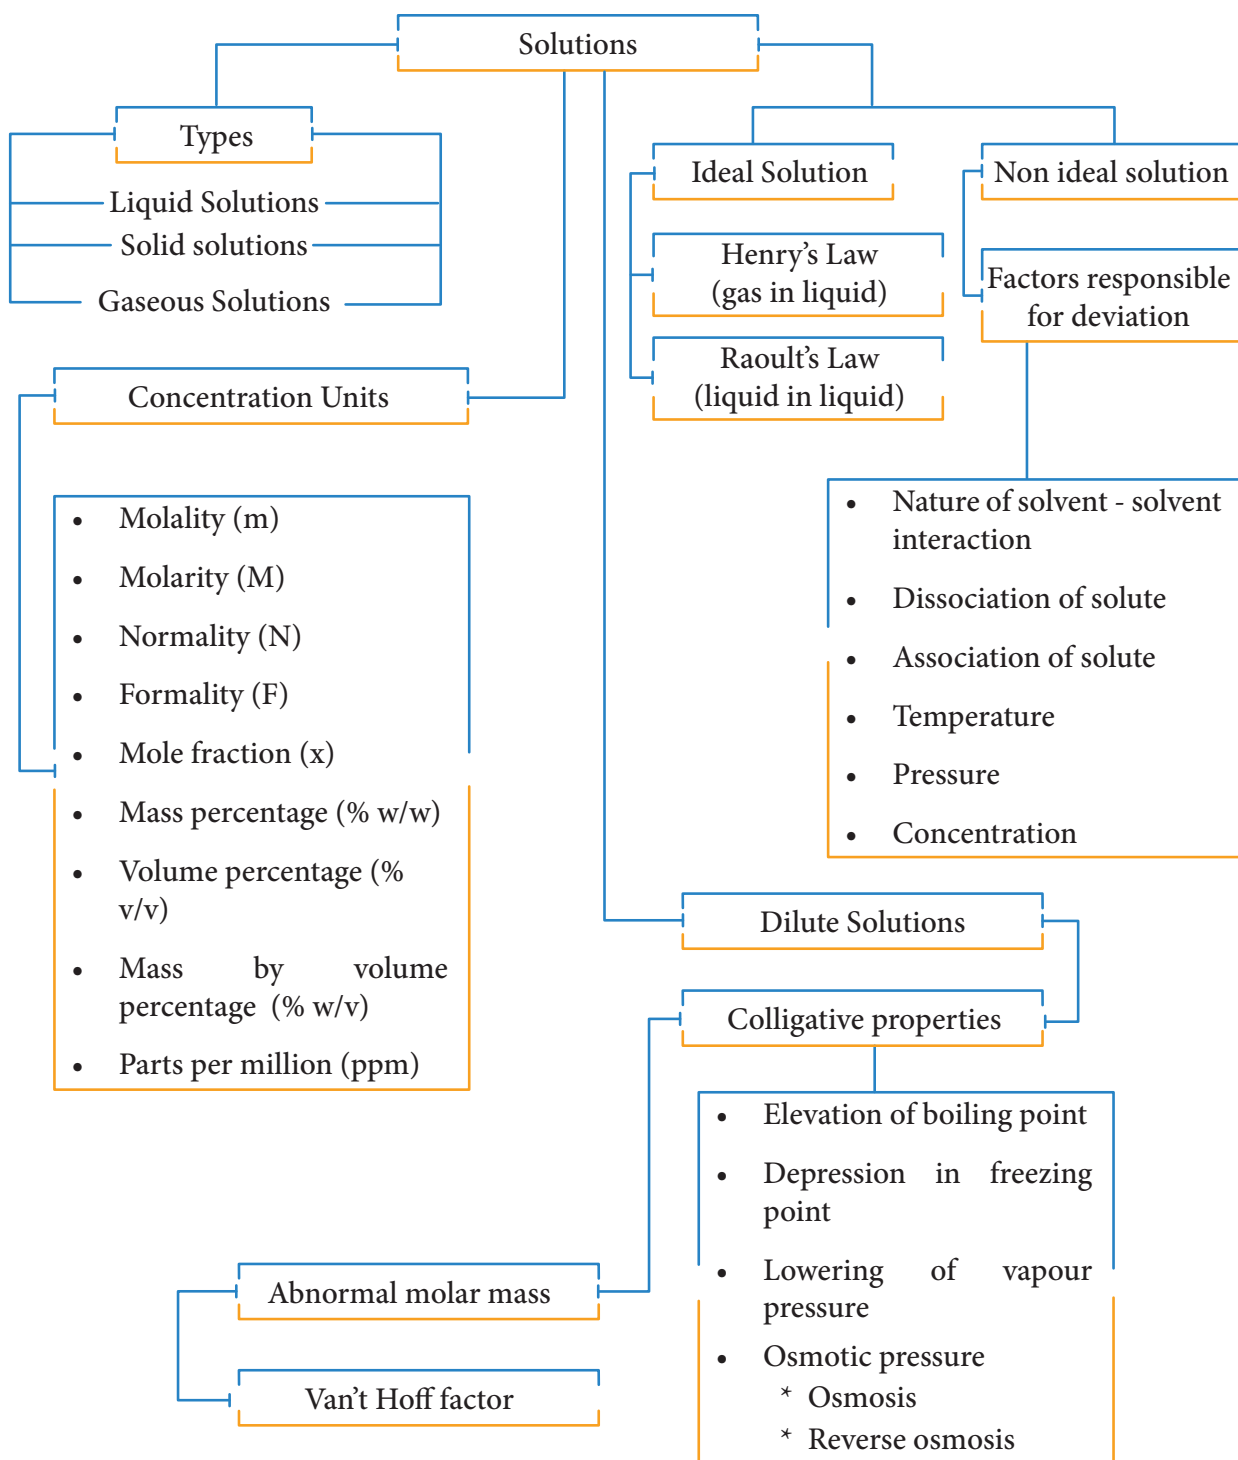 Solutions
Types
Liquid Solutions
Solid solutions
Gaseous Solutions
Ideal Solution
Henry's Law
(gas in liquid)
Raoult's Law
(liquid in liquid)
Non ideal solution
Factors responsible
for deviation
• Nature of solvent - solvent
interaction
• Dissociation of solute
• Association of solute
• Temperature
• Pressure
• Concentration
Concentration Units
• Molality (m)
• Molarity (M)
• Normality (N)
• Formality (F)
• Mole fraction (x)
• Mass percentage (% w/w)
• Volume percentage (%
v/v)
• Mass by volume
percentage (% w/v)
• Parts per million (ppm)
Dilute Solutions
Colligative properties
• Elevation of boiling point
• Depression in freezing
point
• Lowering of vapour
pressure
• Osmotic pressure
* Osmosis
* Reverse osmosis
Abnormal molar mass
Van't Hoff factor